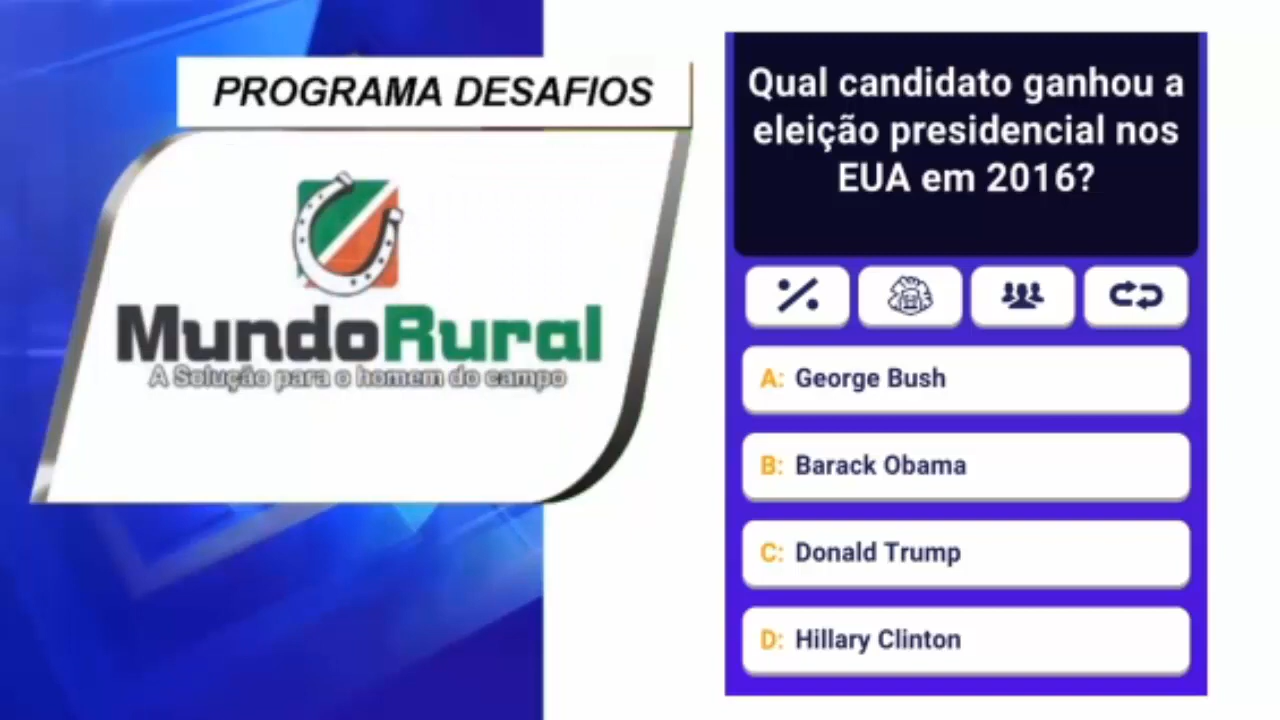 PROGRAMA DESAFIOS
MundoRural
A Solução para o homem do campo
Qual candidato ganhou a
eleição presidencial nos
EUA em 2016?
A: George Bush
B: Barack Obama
C: Donald Trump
D: Hillary Clinton